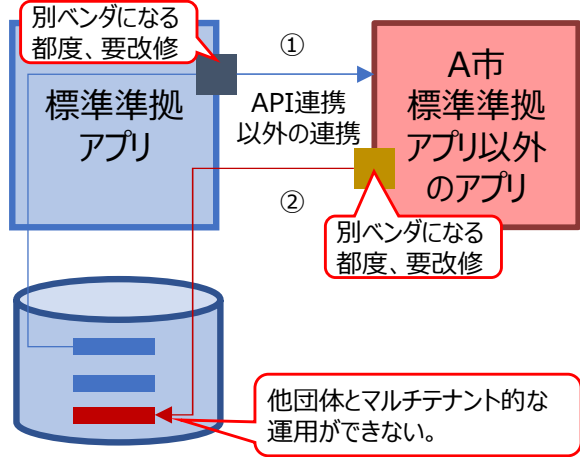 別ベンダになる
都度、要改修
標準準拠
アプリ
①
API連携
以外の連携
②
A市
標準準拠
アプリ以外
のアプリ
別ベンダになる
都度、要改修
他団体とマルチテナント的な
運用ができない。